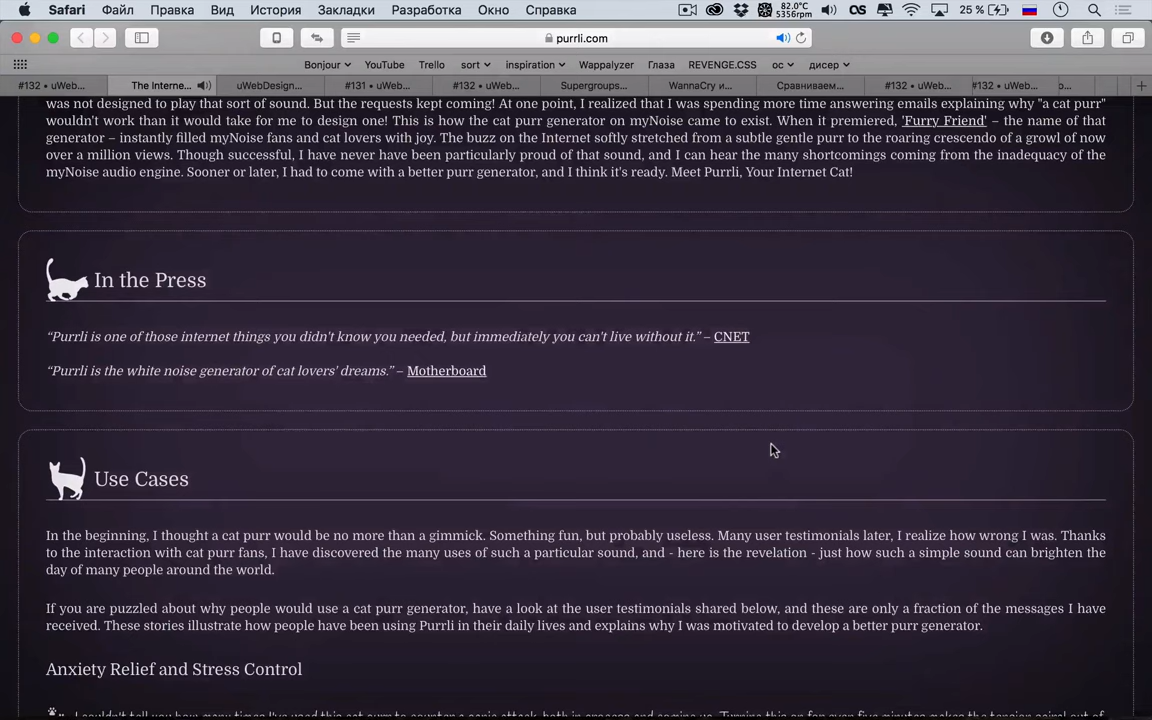 Safari Файл Правка Вид История Закладки Разработка Окно Справка 82.0°C 5356rpm 25 %
purrli.com
Bonjour YouTube Trello sort inspiration Wappalyzer Глаза REVENGE.CSS ос дисер
#132 • uWeb... The Interne... uWebDesign... #131 • uWeb... #132 • uWeb... Supergroups... WannaCry и... Сравниваем... #132 • uWeb... #132 • uWeb...
was not designed to play that sort of sound. But the requests kept coming! At one point, I realized that I was spending more time answering emails explaining why "a cat purr"
wouldn't work than it would take for me to design one! This is how the cat purr generator on myNoise came to exist. When it premiered, 'Furry Friend' – the name of that
generator – instantly filled myNoise fans and cat lovers with joy. The buzz on the Internet softly stretched from a subtle gentle purr to the roaring crescendo of a growl of now
over a million views. Though successful, I have never have been particularly proud of that sound, and I can hear the many shortcomings coming from the inadequacy of the
myNoise audio engine. Sooner or later, I had to come with a better purr generator, and I think it's ready. Meet Purrli, Your Internet Cat!
In the Press
“Purrli is one of those internet things you didn't know you needed, but immediately you can't live without it.” – CNET
“Purrli is the white noise generator of cat lovers' dreams.” – Motherboard
Use Cases
In the beginning, I thought a cat purr would be no more than a gimmick. Something fun, but probably useless. Many user testimonials later, I realize how wrong I was. Thanks
to the interaction with cat purr fans, I have discovered the many uses of such a particular sound, and - here is the revelation - just how such a simple sound can brighten the
day of many people around the world.
If you are puzzled about why people would use a cat purr generator, have a look at the user testimonials shared below, and these are only a fraction of the messages I have
received. These stories illustrate how people have been using Purrli in their daily lives and explains why I was motivated to develop a better purr generator.
Anxiety Relief and Stress Control